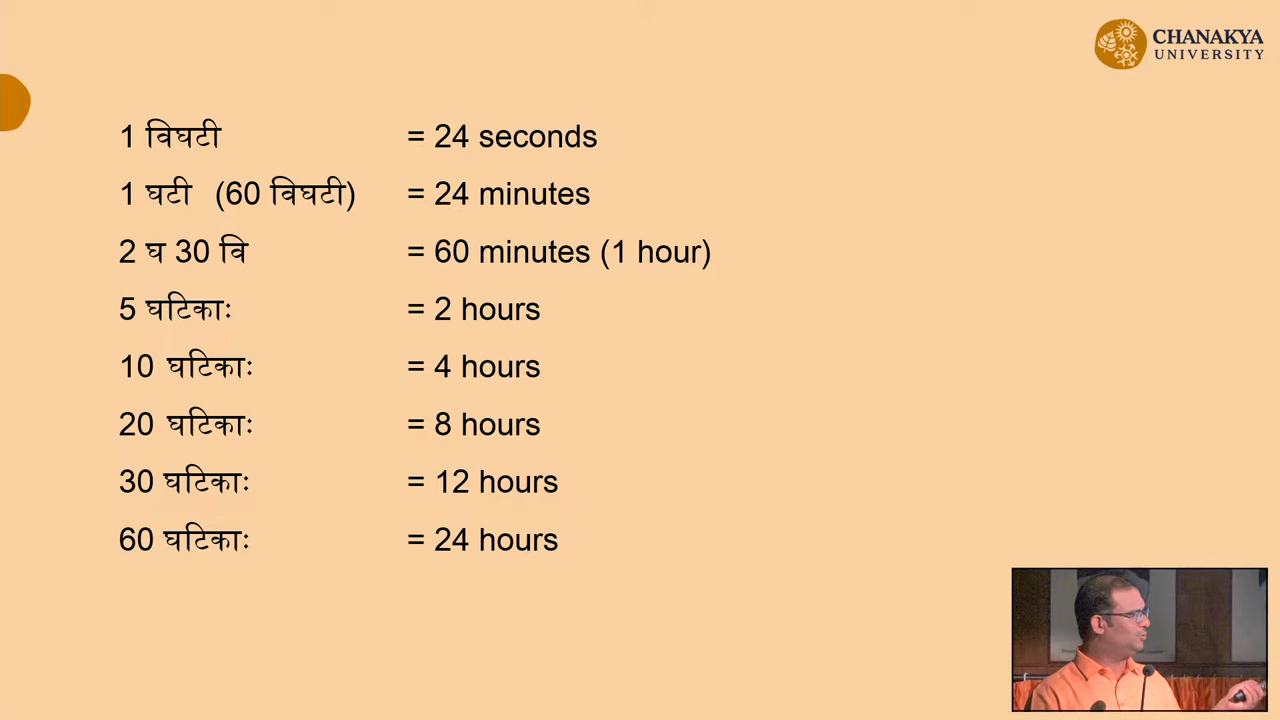 CHANAKYA
UNIVERSITY
1 विघटी = 24 seconds
1 घटी (60 विघटी) = 24 minutes
2 घ 30 वि = 60 minutes (1 hour)
5 घटिकाः = 2 hours
10 घटिकाः = 4 hours
20 घटिकाः = 8 hours
30 घटिकाः = 12 hours
60 घटिकाः = 24 hours